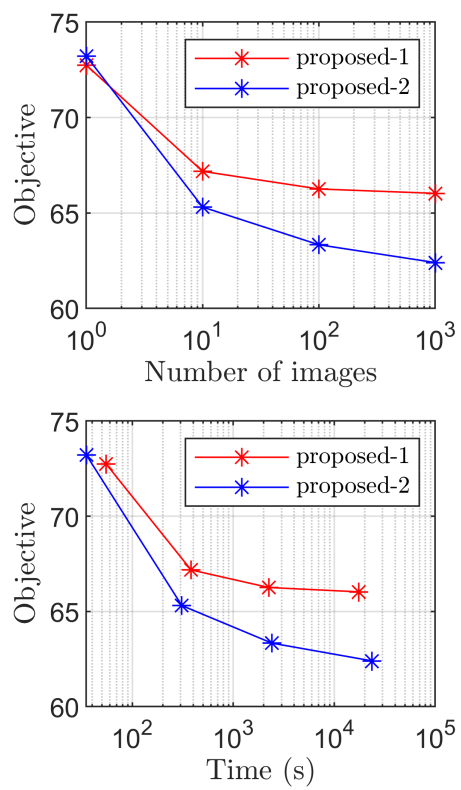 75
proposed-1
proposed-2
70
65
60
Objective
10^0 10^1 10^2 10^3
Number of images
75
proposed-1
proposed-2
70
65
60
Objective
10^2 10^3 10^4 10^5
Time (s)